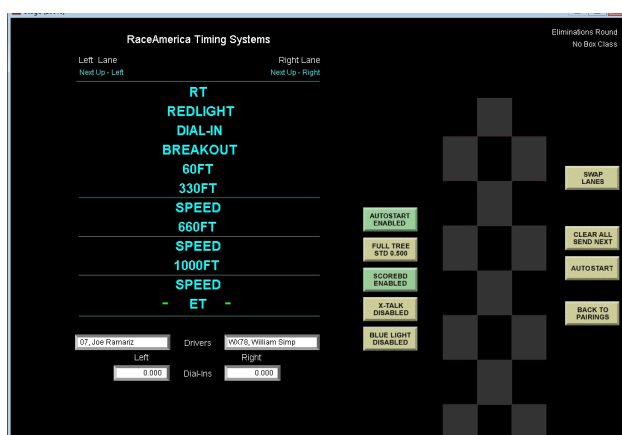 RaceAmerica Timing Systems
Eliminations Round
No Box Class
Left Lane Right Lane
Next Up - Left Next Up - Right
RT
REDLIGHT
DIAL-IN
BREAKOUT
60FT
330FT
SPEED
660FT
SPEED
1000FT
SPEED
- ET -
07, Joe Ramariz Drivers WX78, William Simp
Left Right
0.000 Dial-Ins 0.000
AUTOSTART
ENABLED
FULL TREE
STD 0.500
SCOREBD
ENABLED
X-TALK
DISABLED
BLUE LIGHT
DISABLED
SWAP
LANES
CLEAR ALL
SEND NEXT
AUTOSTART
BACK TO
PAIRINGS